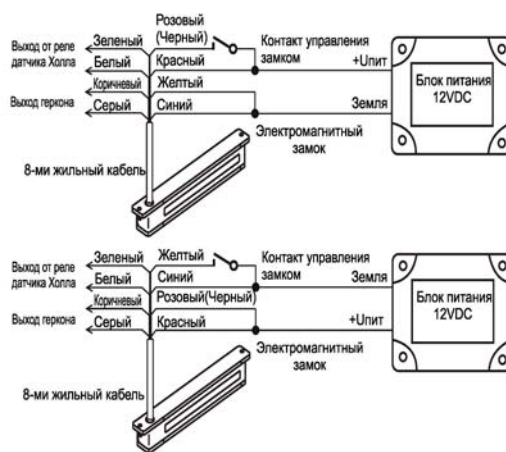 Розовый
Зеленый
(Черный)
Выход от реле
датчика Холла
Контакт управления
замком
Белый
Красный
+Uпит
Коричневый
Желтый
Выход геркона
Серый
Синий
Земля
Блок питания
12VDC
Электромагнитный
замок
8-ми жильный кабель
Зеленый
Желтый
Выход от реле
датчика Холла
Контакт управления
замком
Белый
Синий
Земля
Коричневый
Розовый(Черный)
Выход геркона
Серый
Красный
+Uпит
Блок питания
12VDC
Электромагнитный
замок
8-ми жильный кабель